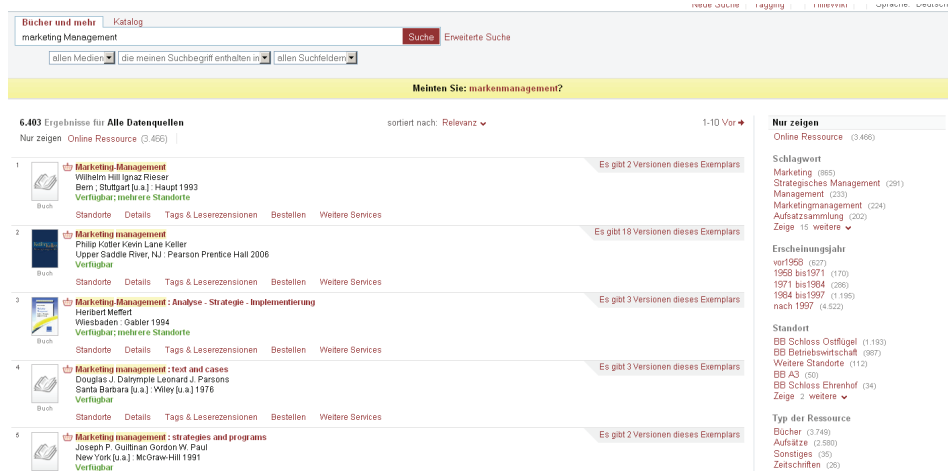 Neue Suche Tagging HilfeWiki Sprache: Deutsch
Bücher und mehr Katalog
marketing Management Suche Erweiterte Suche
allen Medien die meinen Suchbegriff enthalten in allen Suchfeldern
Meinten Sie: markenmanagement?
6.403 Ergebnisse für Alle Datenquellen sortiert nach: Relevanz 1-10 Vor
Nur zeigen Online Ressource (3.466)
1 Marketing-Management Es gibt 2 Versionen dieses Exemplars
Wilhelm Hill Ignaz Rieser
Bern ; Stuttgart [u.a.] : Haupt 1993
Verfügbar; mehrere Standorte
Buch
Standorte Details Tags & Leserezensionen Bestellen Weitere Services
2 Marketing management Es gibt 18 Versionen dieses Exemplars
Philip Kotler Kevin Lane Keller
Upper Saddle River, NJ : Pearson Prentice Hall 2006
Verfügbar
Buch
Standorte Details Tags & Leserezensionen Bestellen Weitere Services
3 Marketing-Management : Analyse - Strategie - Implementierung Es gibt 3 Versionen dieses Exemplars
Heribert Meffert
Wiesbaden : Gabler 1994
Verfügbar; mehrere Standorte
Buch
Standorte Details Tags & Leserezensionen Bestellen Weitere Services
4 Marketing management : text and cases Es gibt 3 Versionen dieses Exemplars
Douglas J. Dalrymple Leonard J. Parsons
Santa Barbara [u.a.] : Wiley [u.a.] 1976
Verfügbar
Buch
Standorte Details Tags & Leserezensionen Bestellen Weitere Services
5 Marketing management : strategies and programs Es gibt 2 Versionen dieses Exemplars
Joseph P. Guiltinan Gordon W. Paul
New York [u.a.] : McGraw-Hill 1991
Verfügbar
Nur zeigen
Online Ressource (3.466)
Schlagwort
Marketing (865)
Strategisches Management (291)
Management (233)
Marketingmanagement (224)
Aufsatzsammlung (202)
Zeige 15 weitere
Erscheinungsjahr
vor1958 (627)
1958 bis1971 (170)
1971 bis1984 (286)
1984 bis1997 (1.195)
nach 1997 (4.522)
Standort
BB Schloss Ostflügel (1.193)
BB Betriebswirtschaft (987)
Weitere Standorte (112)
BB A3 (50)
BB Schloss Ehrenhof (34)
Zeige 2 weitere
Typ der Ressource
Bücher (3.749)
Aufsätze (2.580)
Sonstiges (35)
Zeitschriften (26)